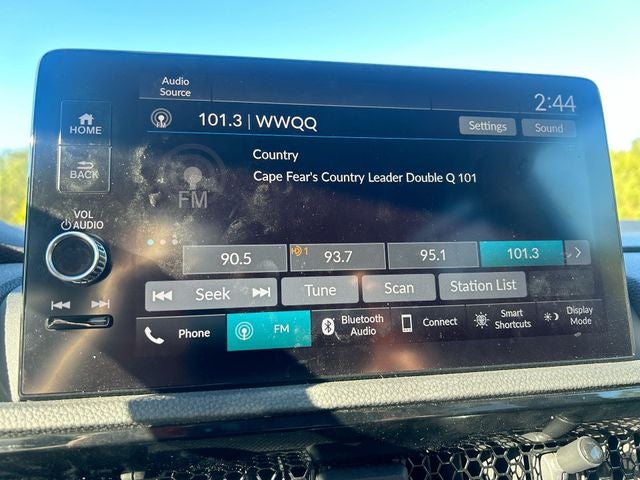 Audio
Source
2:44
HOME
FM
101.3 | WWQQ
Settings
Sound
BACK
Country
Cape Fear's Country Leader Double Q 101
FM
VOL
AUDIO
90.5
1
93.7
95.1
101.3
Seek
Tune
Scan
Station List
Phone
FM
Bluetooth
Audio
Connect
Smart
Shortcuts
Display
Mode